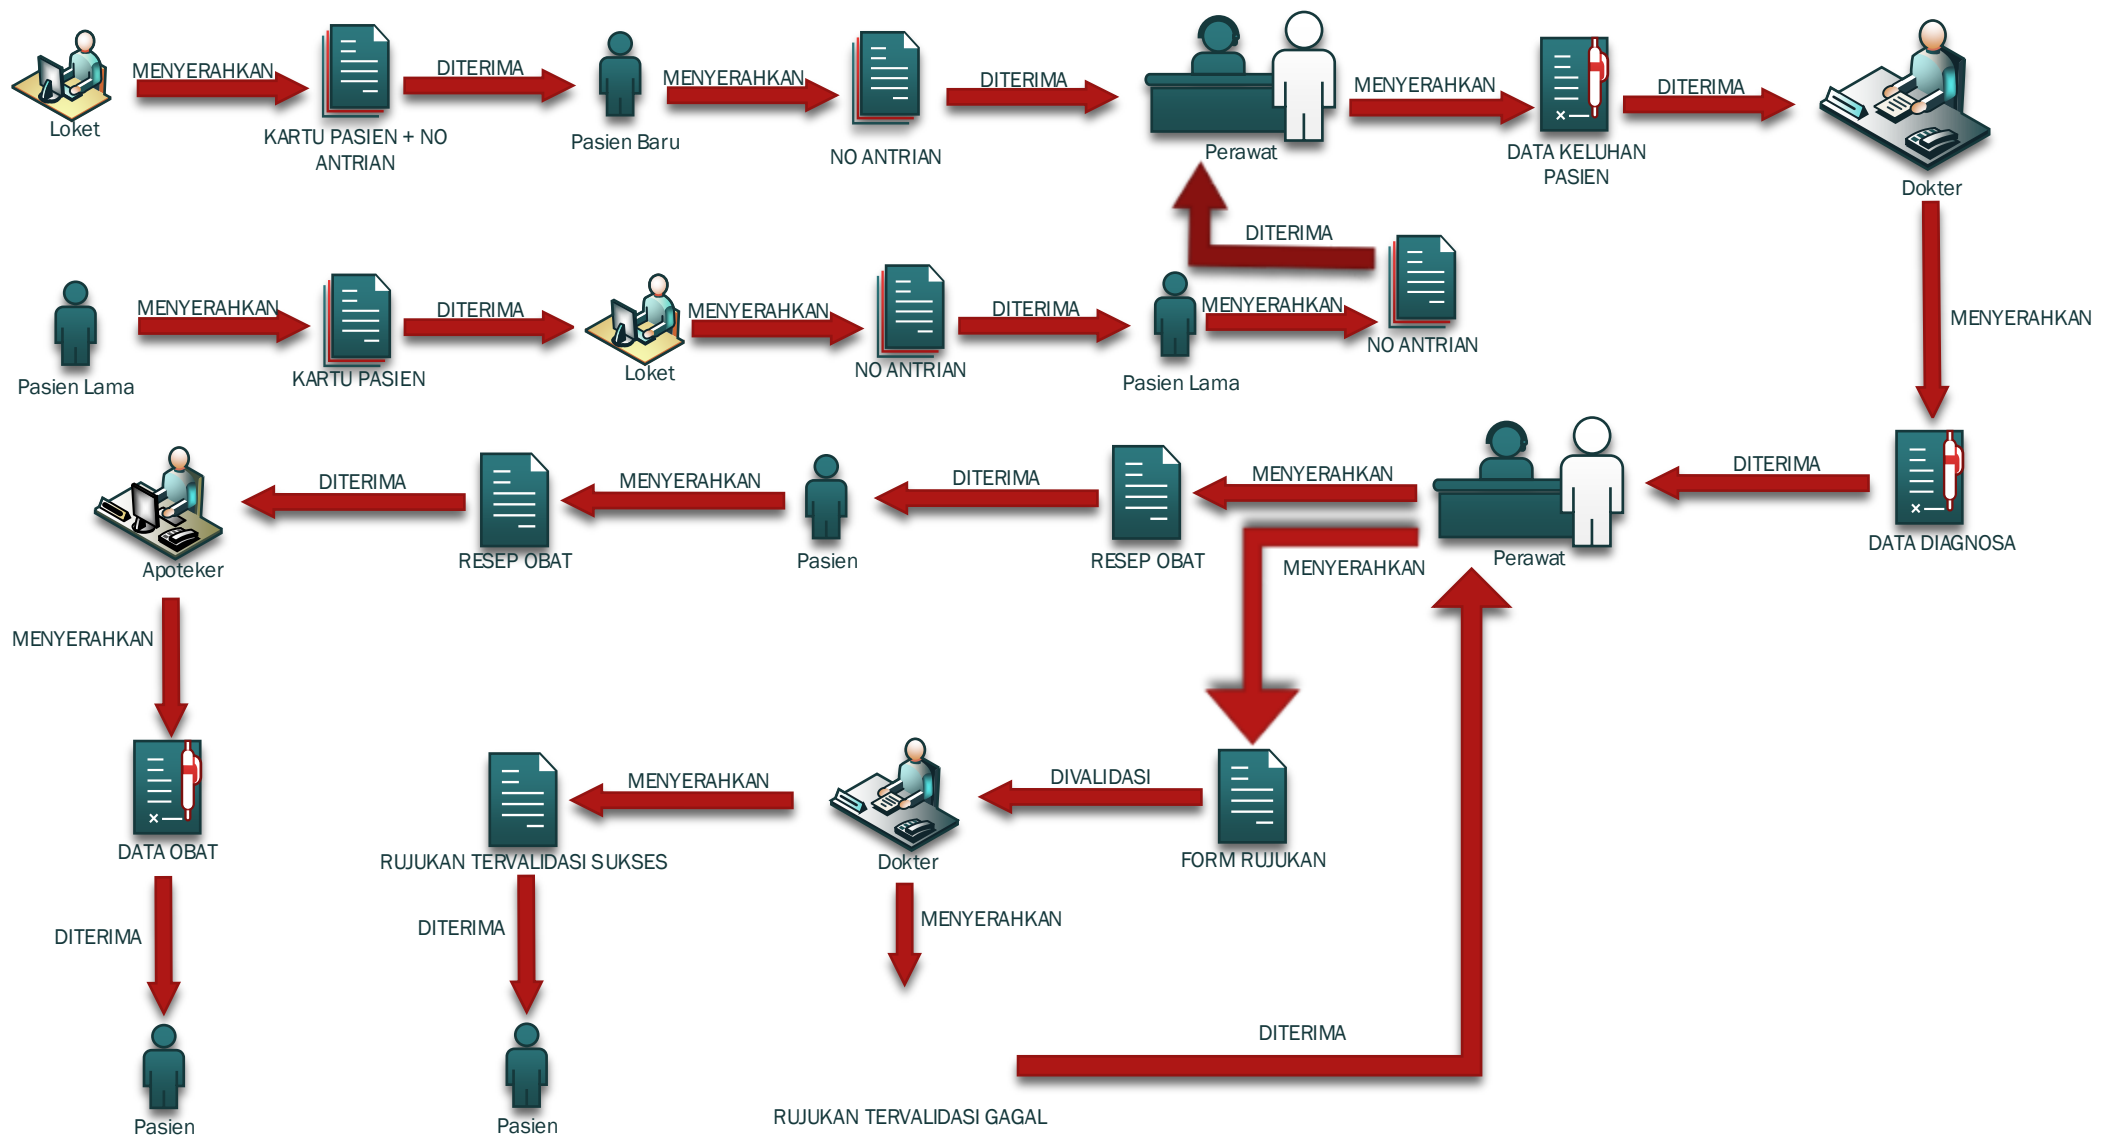 MENYERAHKAN
DITERIMA
MENYERAHKAN
DITERIMA
MENYERAHKAN
DITERIMA
Loket
KARTU PASIEN + NO
ANTRIAN
Pasien Baru
NO ANTRIAN
Perawat
DATA KELUHAN
PASIEN
Dokter
DITERIMA
MENYERAHKAN
DITERIMA
MENYERAHKAN
DITERIMA
MENYERAHKAN
MENYERAHKAN
Pasien Lama
KARTU PASIEN
Loket
NO ANTRIAN
Pasien Lama
NO ANTRIAN
DITERIMA
MENYERAHKAN
DITERIMA
MENYERAHKAN
DITERIMA
Apoteker
RESEP OBAT
Pasien
RESEP OBAT
MENYERAHKAN
Perawat
DATA DIAGNOSA
MENYERAHKAN
MENYERAHKAN
DIVALIDASI
DATA OBAT
RUJUKAN TERVALIDASI SUKSES
Dokter
FORM RUJUKAN
DITERIMA
DITERIMA
MENYERAHKAN
DITERIMA
Pasien
Pasien
RUJUKAN TERVALIDASI GAGAL